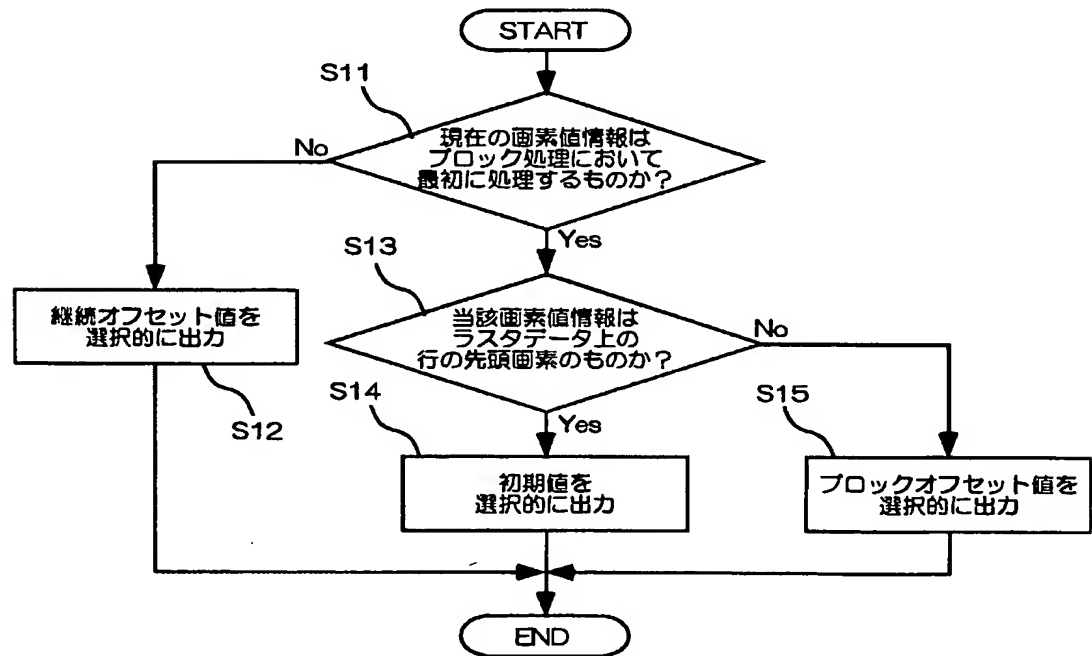 START
S11
現在の画素値情報は
ブロック処理において
最初に処理するものか？
No
Yes
S13
継続オフセット値を
選択的に出力
S12
当該画素値情報は
ラスタデータ上の
行の先頭画素のものか？
No
Yes
S14
初期値を
選択的に出力
S15
ブロックオフセット値を
選択的に出力
END